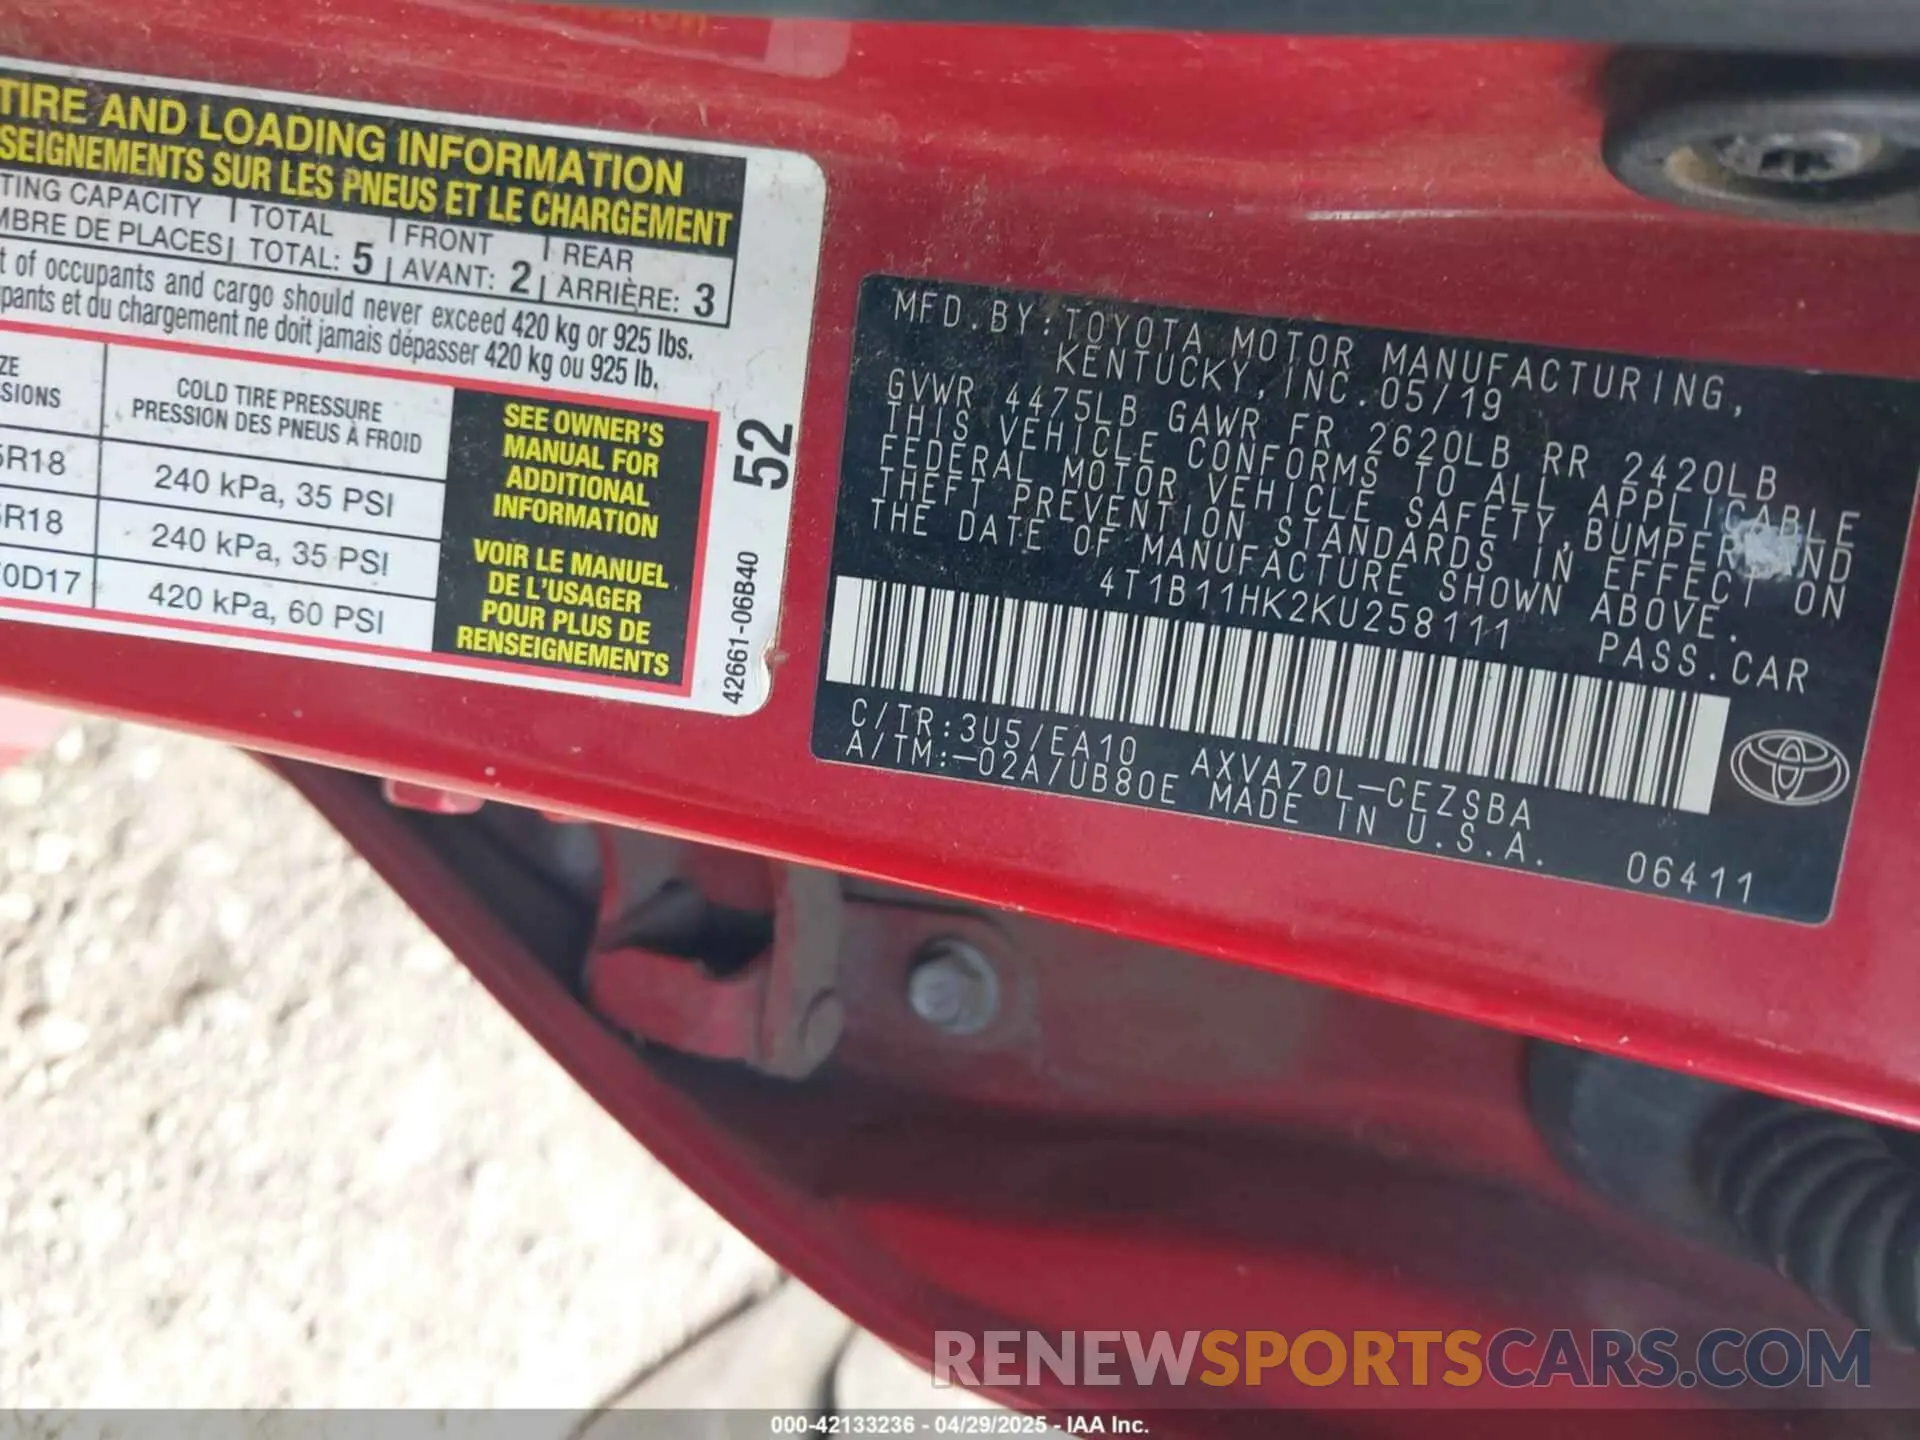 TIRE AND LOADING INFORMATION
SEIGNEMENTS SUR LES PNEUS ET LE CHARGEMENT
TING CAPACITY TOTAL FRONT REAR
MBRE DE PLACES TOTAL: 5 AVANT: 2 ARRIÈRE: 3
t of occupants and cargo should never exceed 420 kg or 925 lbs.
pants et du chargement ne doit jamais dépasser 420 kg ou 925 lb.
ZE
SIONS
COLD TIRE PRESSURE
PRESSION DES PNEUS À FROID
5R18 240 kPa, 35 PSI
5R18 240 kPa, 35 PSI
70D17 420 kPa, 60 PSI
SEE OWNER'S
MANUAL FOR
ADDITIONAL
INFORMATION
VOIR LE MANUEL
DE L'USAGER
POUR PLUS DE
RENSEIGNEMENTS
52
42661-06B40
MFD.BY:TOYOTA MOTOR MANUFACTURING,
KENTUCKY,INC.05/19
GVWR 4475LB GAWR FR 2620LB RR 2420LB
THIS VEHICLE CONFORMS TO ALL APPLICABLE
FEDERAL MOTOR VEHICLE SAFETY,BUMPER AND
THEFT PREVENTION STANDARDS IN EFFECT ON
THE DATE OF MANUFACTURE SHOWN ABOVE.
4T1B11HK2KU258111 PASS.CAR
C/TR:3U5/EA10 AXVA70L-CEZSBA
A/TM:-02A/UB80E MADE IN U.S.A.
06411
RENEWSPORTSCARS.COM
000-42133236 - 04/29/2025 - IAA Inc.